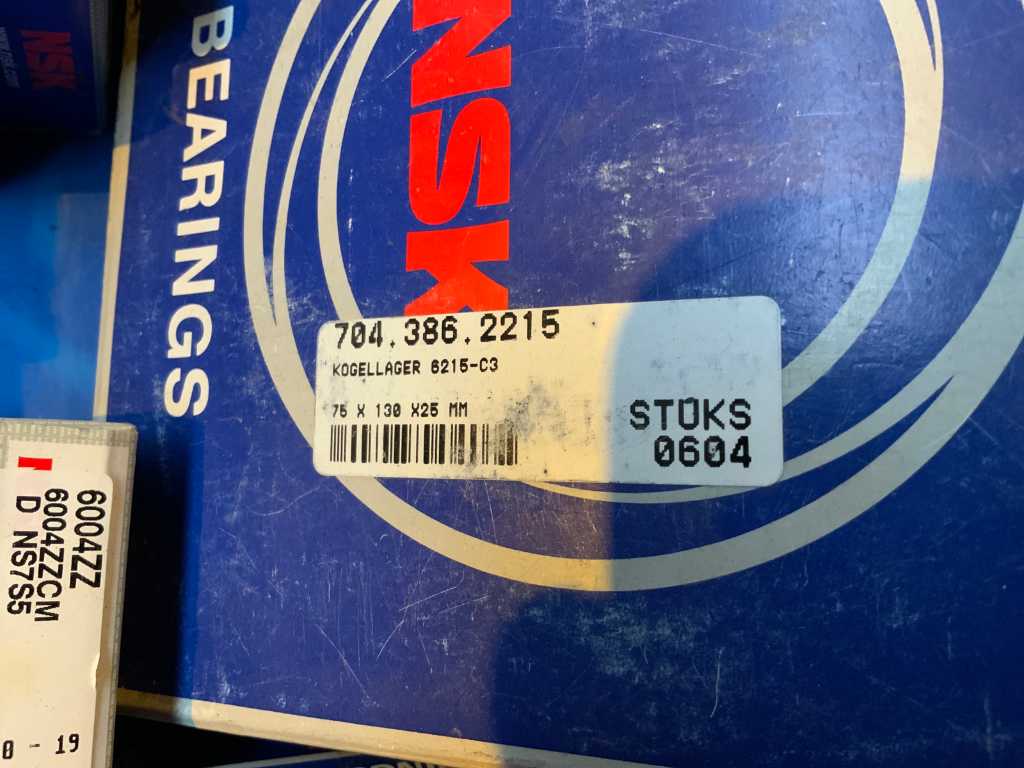 NSK
BEARINGS
NSK
704.386.2215
KOGELLAGER 6215-C3
75 X 130 X25 MM
STUKS
0604
6004ZZ
6004ZZCM
D NS7S5
0 - 19